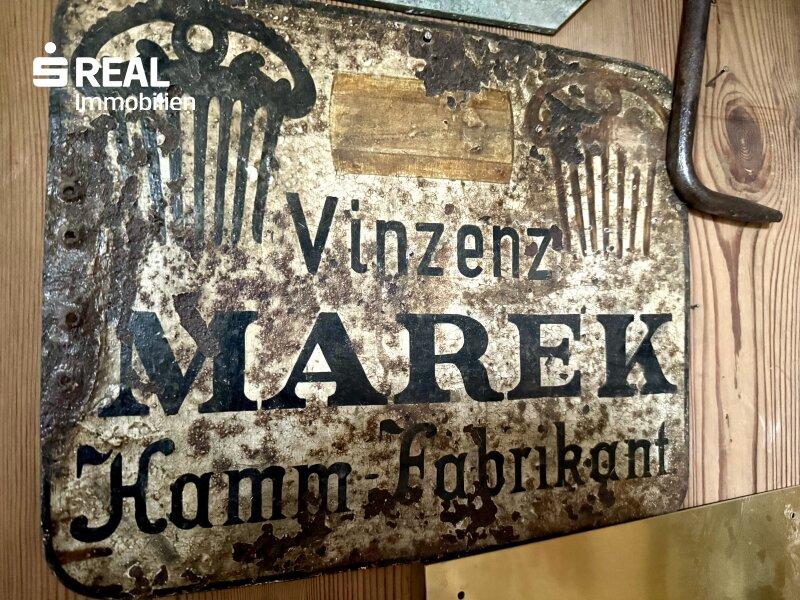 S REAL
Immobilien
Vinzenz
MAREK
Kamm-Fabrikant